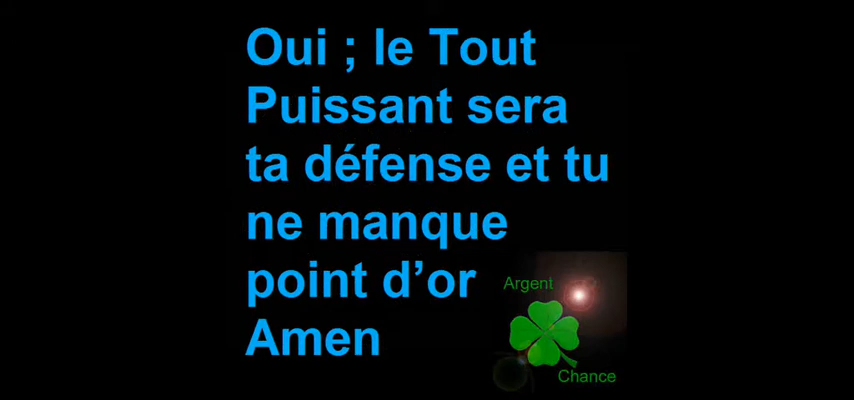 Oui ; le Tout
Puissant sera
ta défense et tu
ne manque
point d’or
Amen
Argent
Chance